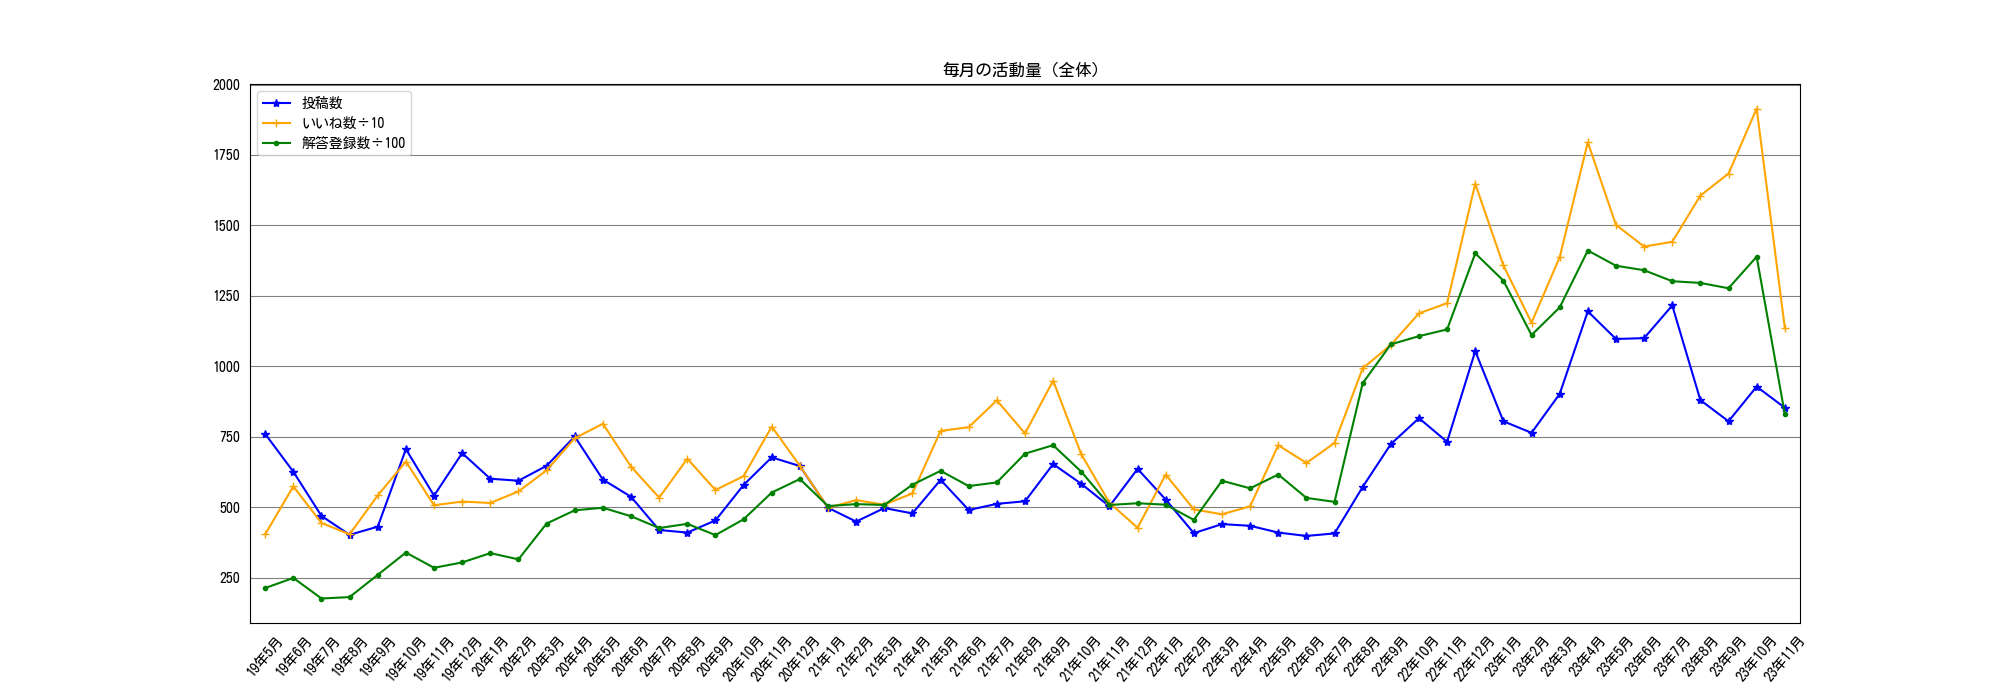 毎月の活動量（全体）
2000
投稿数
いいね数÷10
解答登録数÷100
1750
1500
1250
1000
750
500
250
19年5月
19年6月
19年7月
19年8月
19年9月
19年10月
19年11月
19年12月
20年1月
20年2月
20年3月
20年4月
20年5月
20年6月
20年7月
20年8月
20年9月
20年10月
20年11月
20年12月
21年1月
21年2月
21年3月
21年4月
21年5月
21年6月
21年7月
21年8月
21年9月
21年10月
21年11月
21年12月
22年1月
22年2月
22年3月
22年4月
22年5月
22年6月
22年7月
22年8月
22年9月
22年10月
22年11月
22年12月
23年1月
23年2月
23年3月
23年4月
23年5月
23年6月
23年7月
23年8月
23年9月
23年10月
23年11月